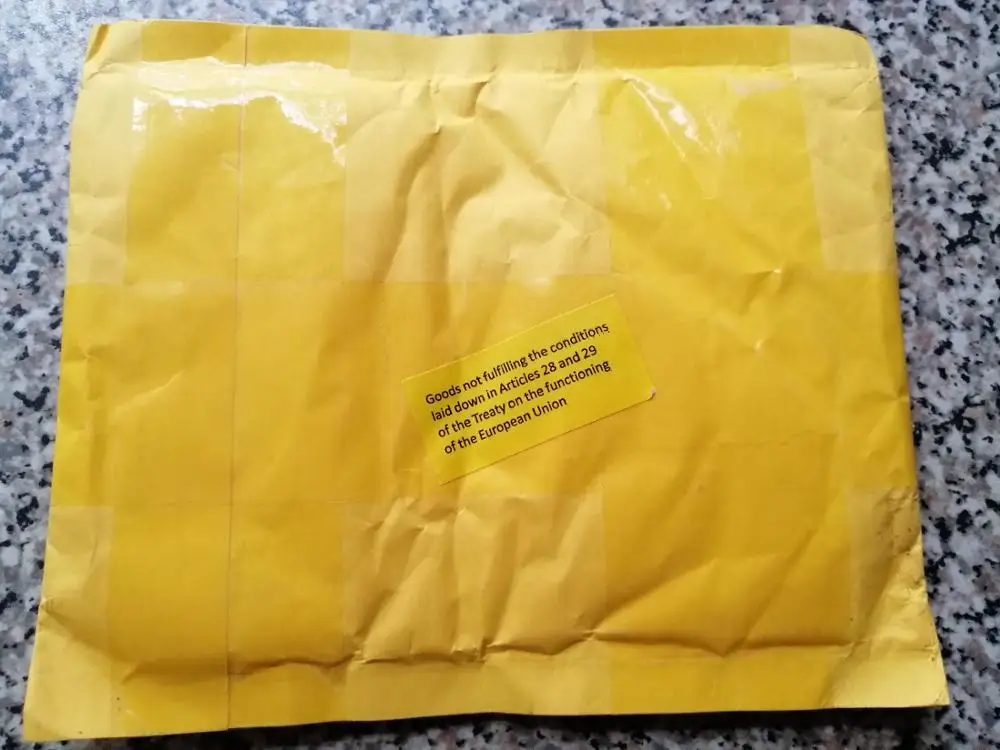 Goods not fulfilling the conditions
laid down in Articles 28 and 29
of the Treaty on the functioning
of the European Union